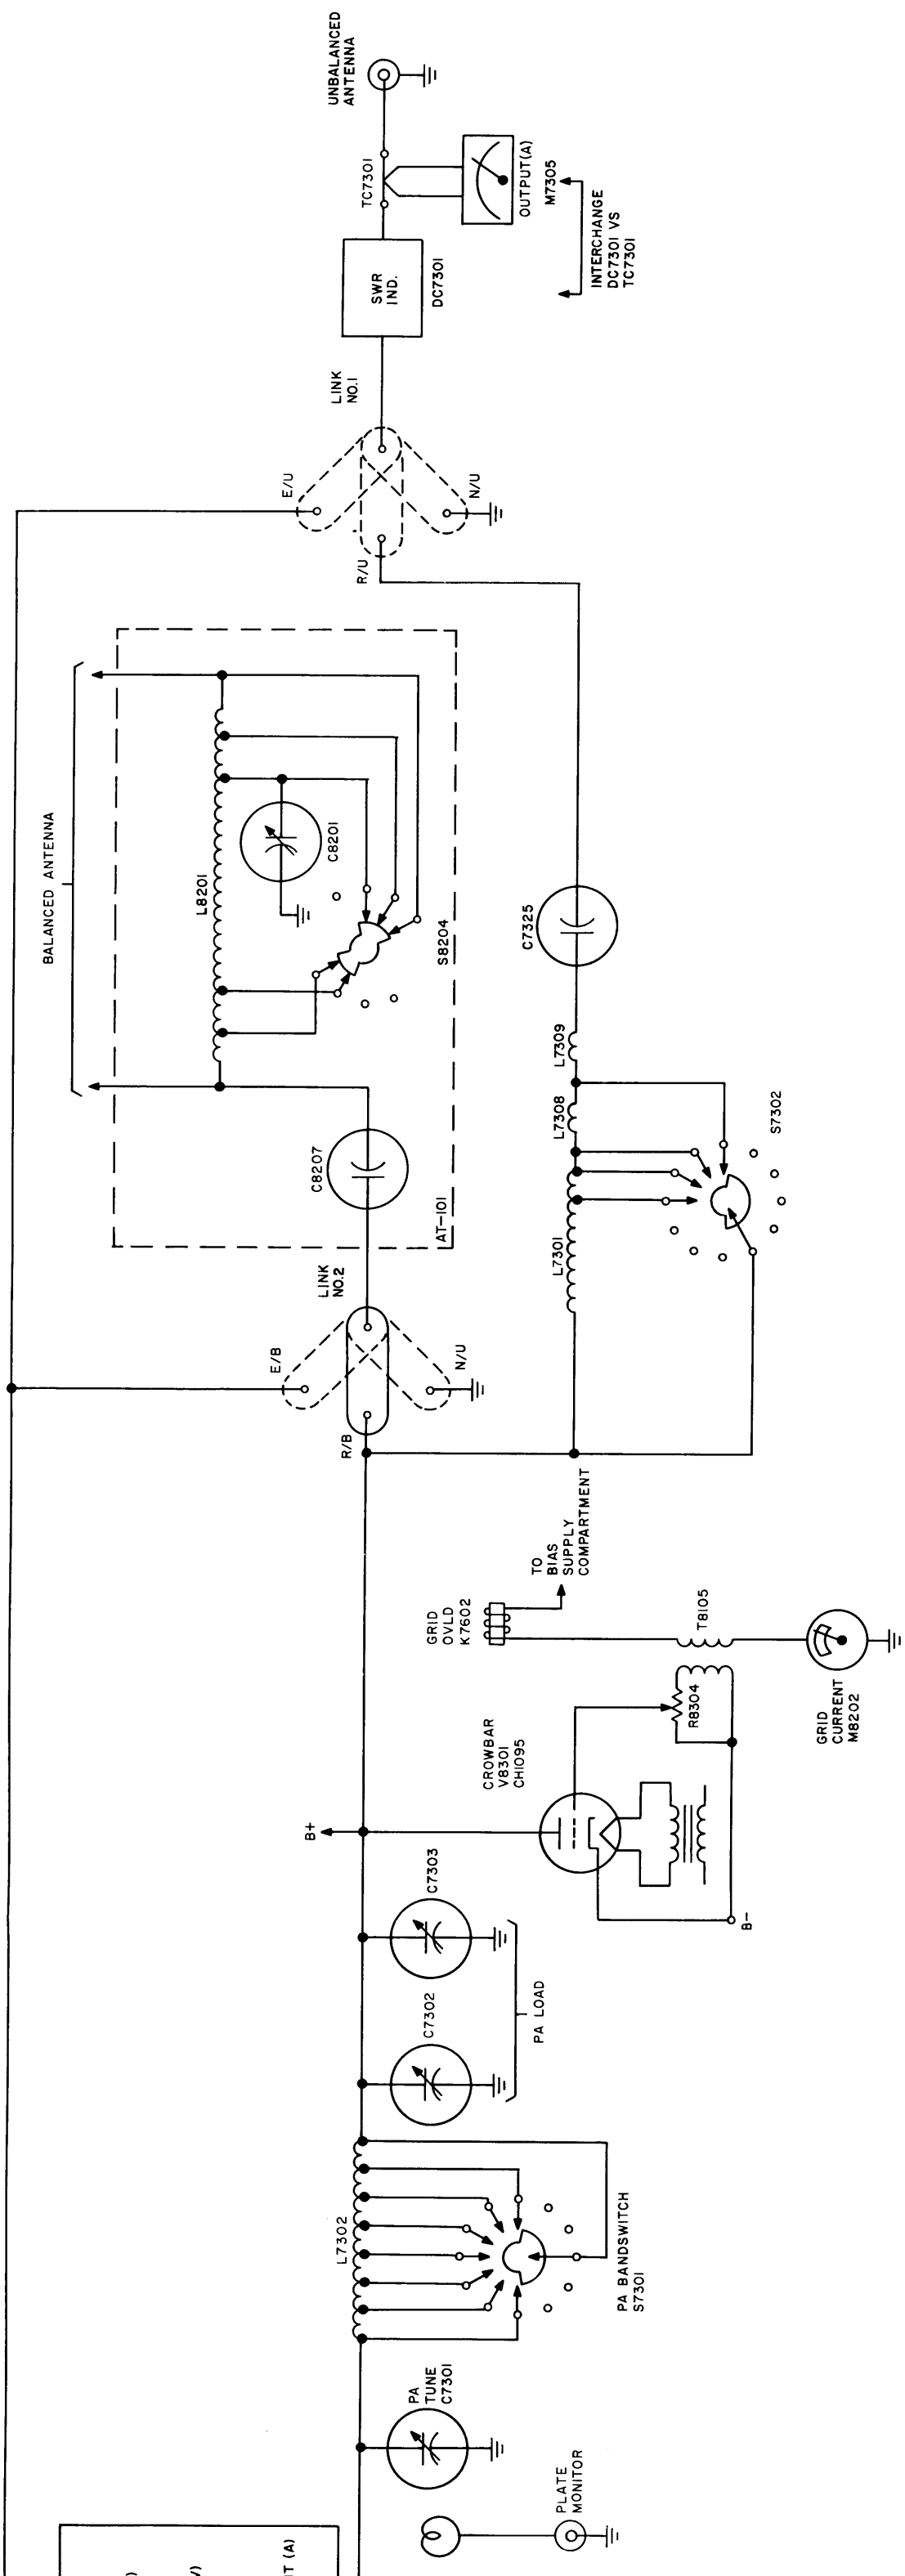 UNBALANCED
ANTENNA
TC7301
OUTPUT(A)
M7305
SWR
IND.
DC7301
INTERCHANGE
DC7301 VS
TC7301
LINK
NO.1
E/U
N/U
R/U
BALANCED ANTENNA
L8201
C8201
S8204
C8207
AT-101
C7325
L7309
L7308
L7301
S7302
LINK
NO.2
E/B
N/U
R/B
TO
BIAS
SUPPLY
COMPARTMENT
GRID
OVLD
K7602
T8105
R8304
GRID
CURRENT
M8202
CROWBAR
V8301
CH1095
B+
B-
C7303
C7302
PA LOAD
L7302
PA BANDSWITCH
S7301
PA
TUNE
C7301
PLATE
MONITOR
)
V)
T (A)